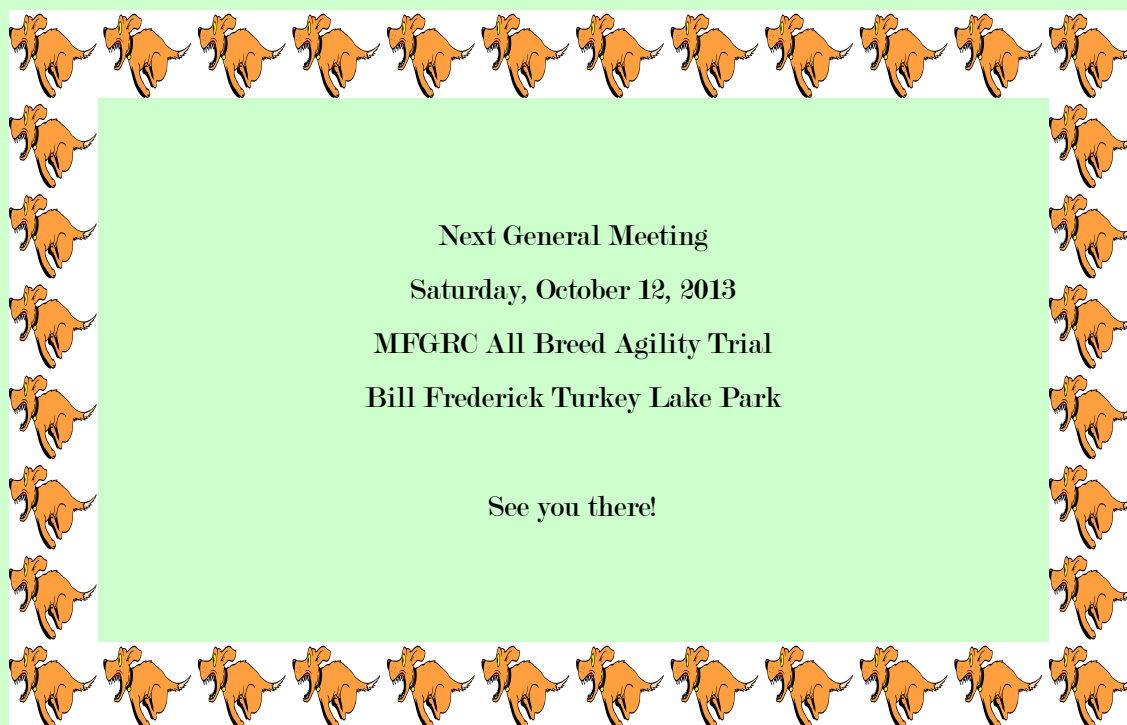 Next General Meeting
Saturday, October 12, 2013
MFGRC All Breed Agility Trial
Bill Frederick Turkey Lake Park
See you there!